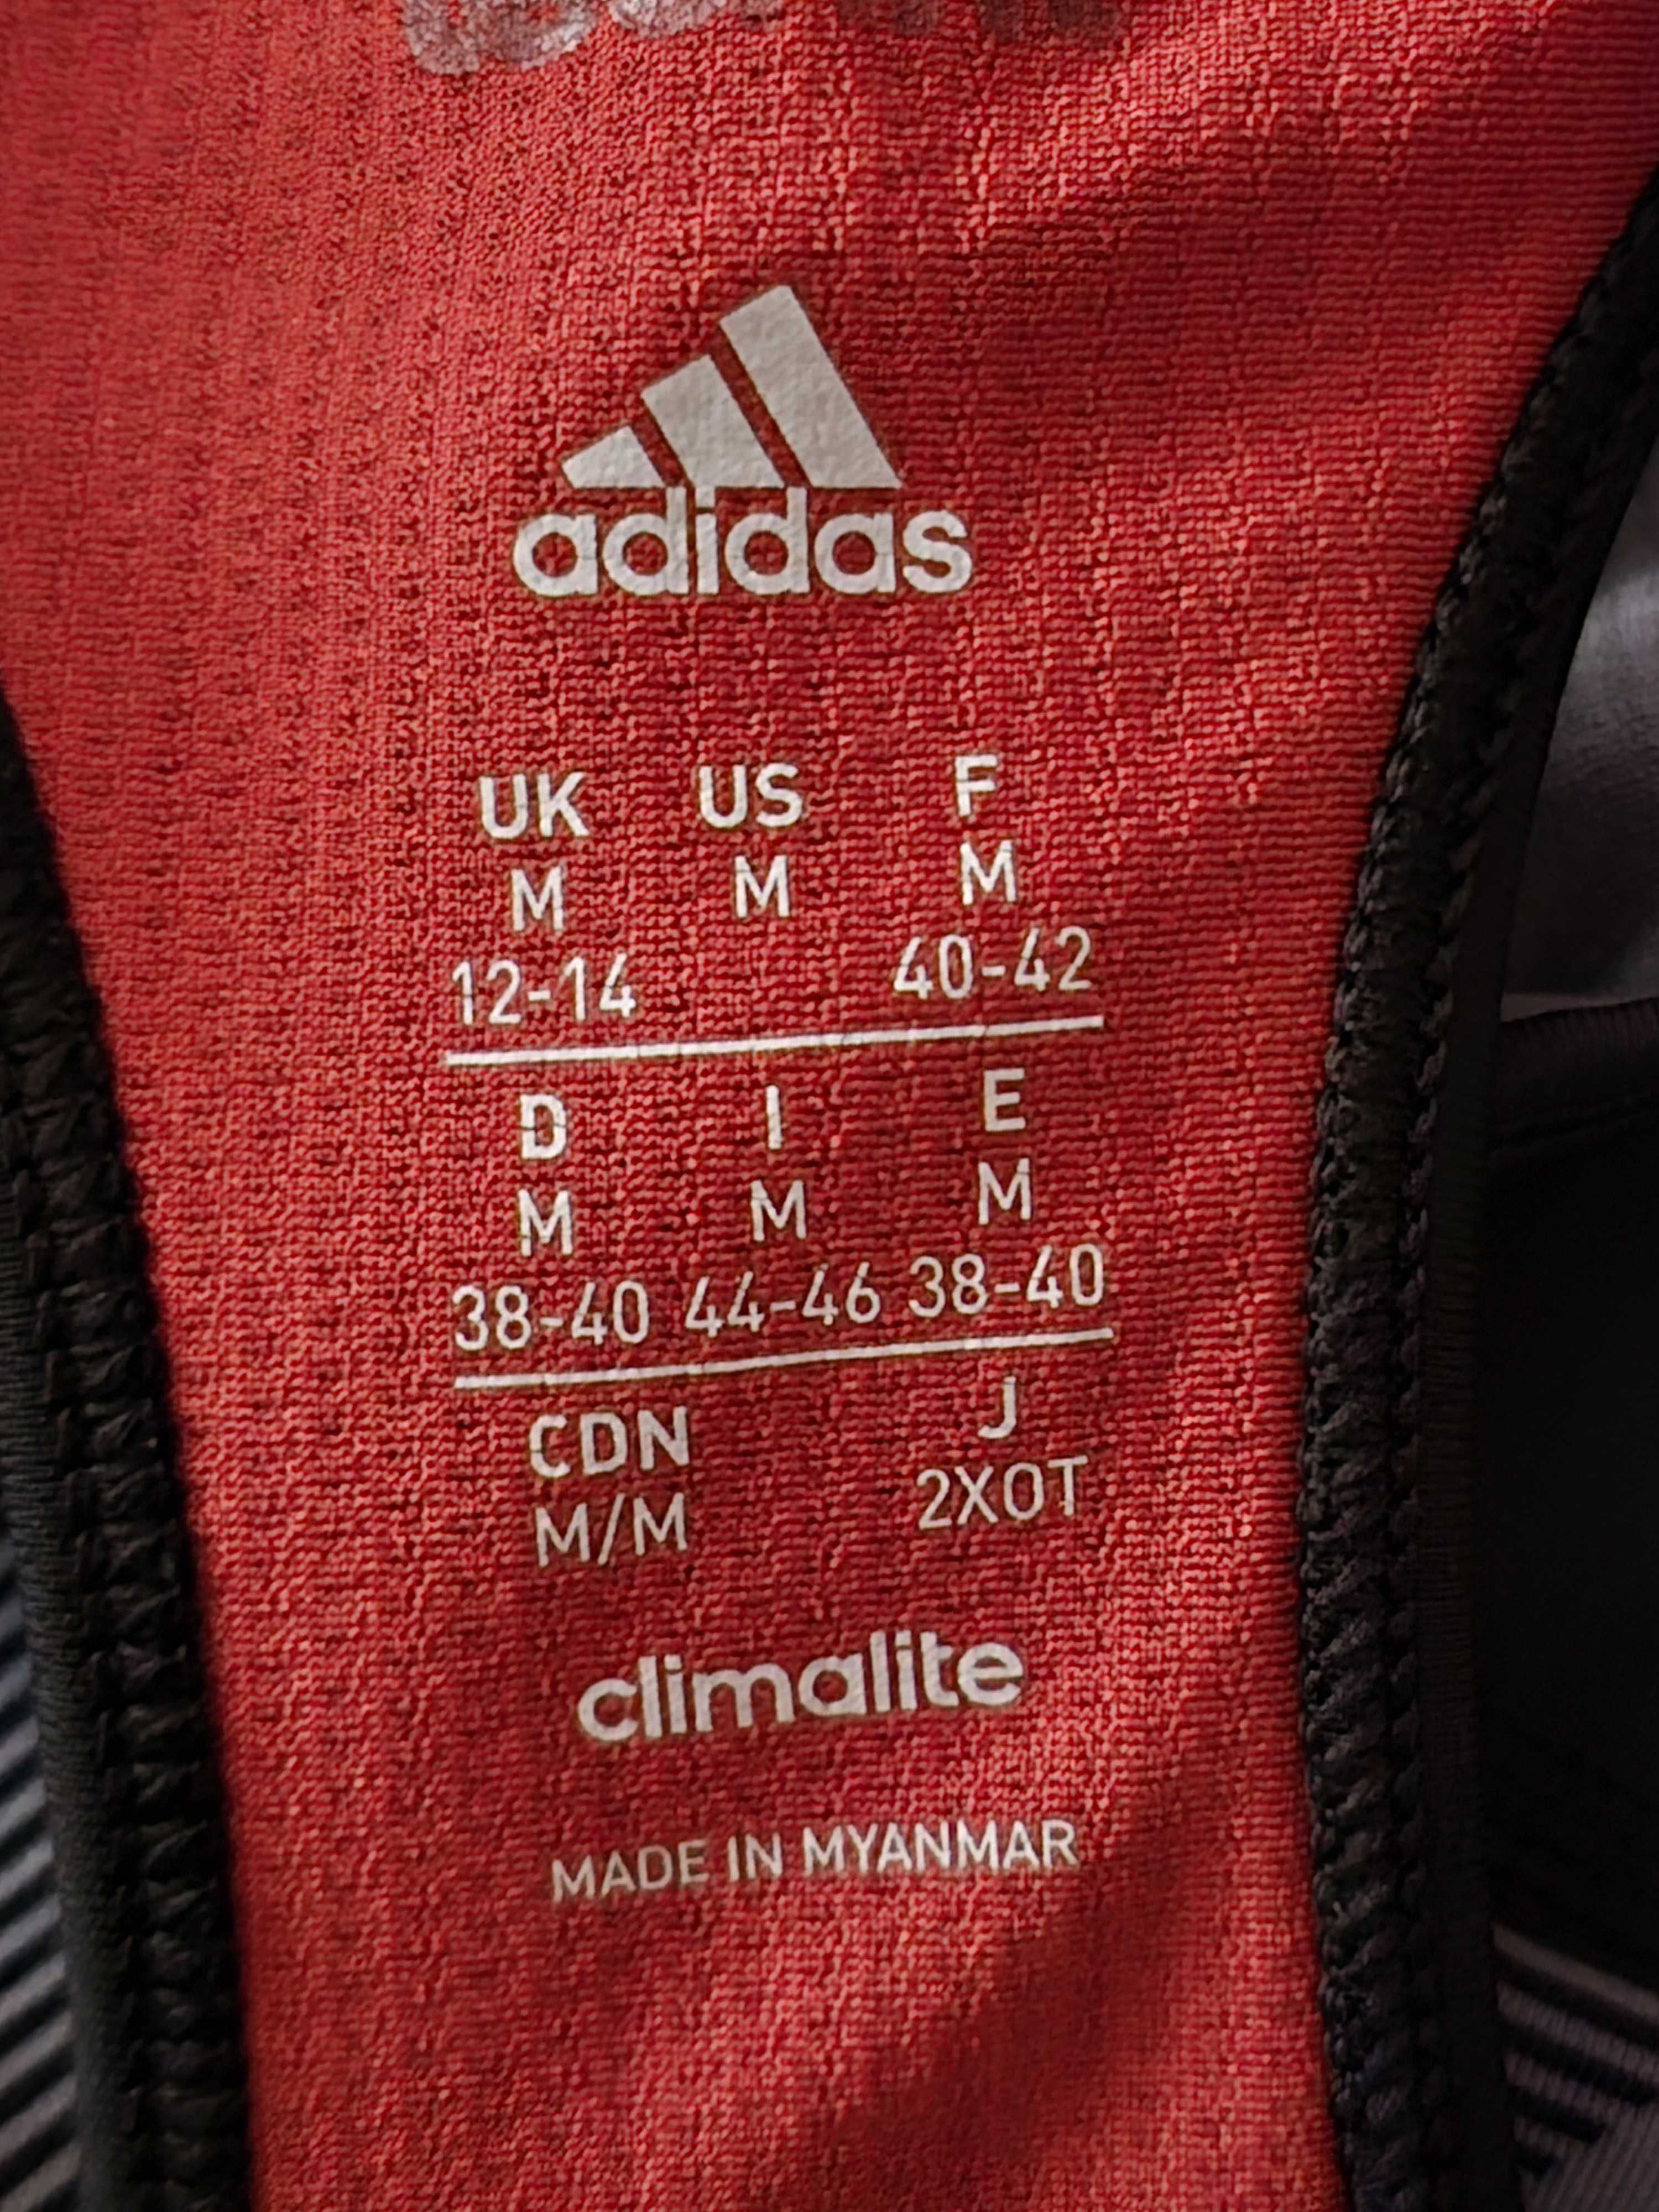 adidas
UK US F
M M M
12-14 40-42
D I E
M M M
38-40 44-46 38-40
CDN J
M/M 2XOT
climalite
MADE IN MYANMAR